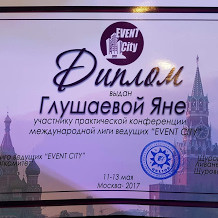 EVENT
City
Диплом
выдан
Глушаевой Яне
участнику практической конференции
международной лиги ведущих "EVENT CITY"
ведущих "EVENT CITY"
11-13 мая
Москва- 2017